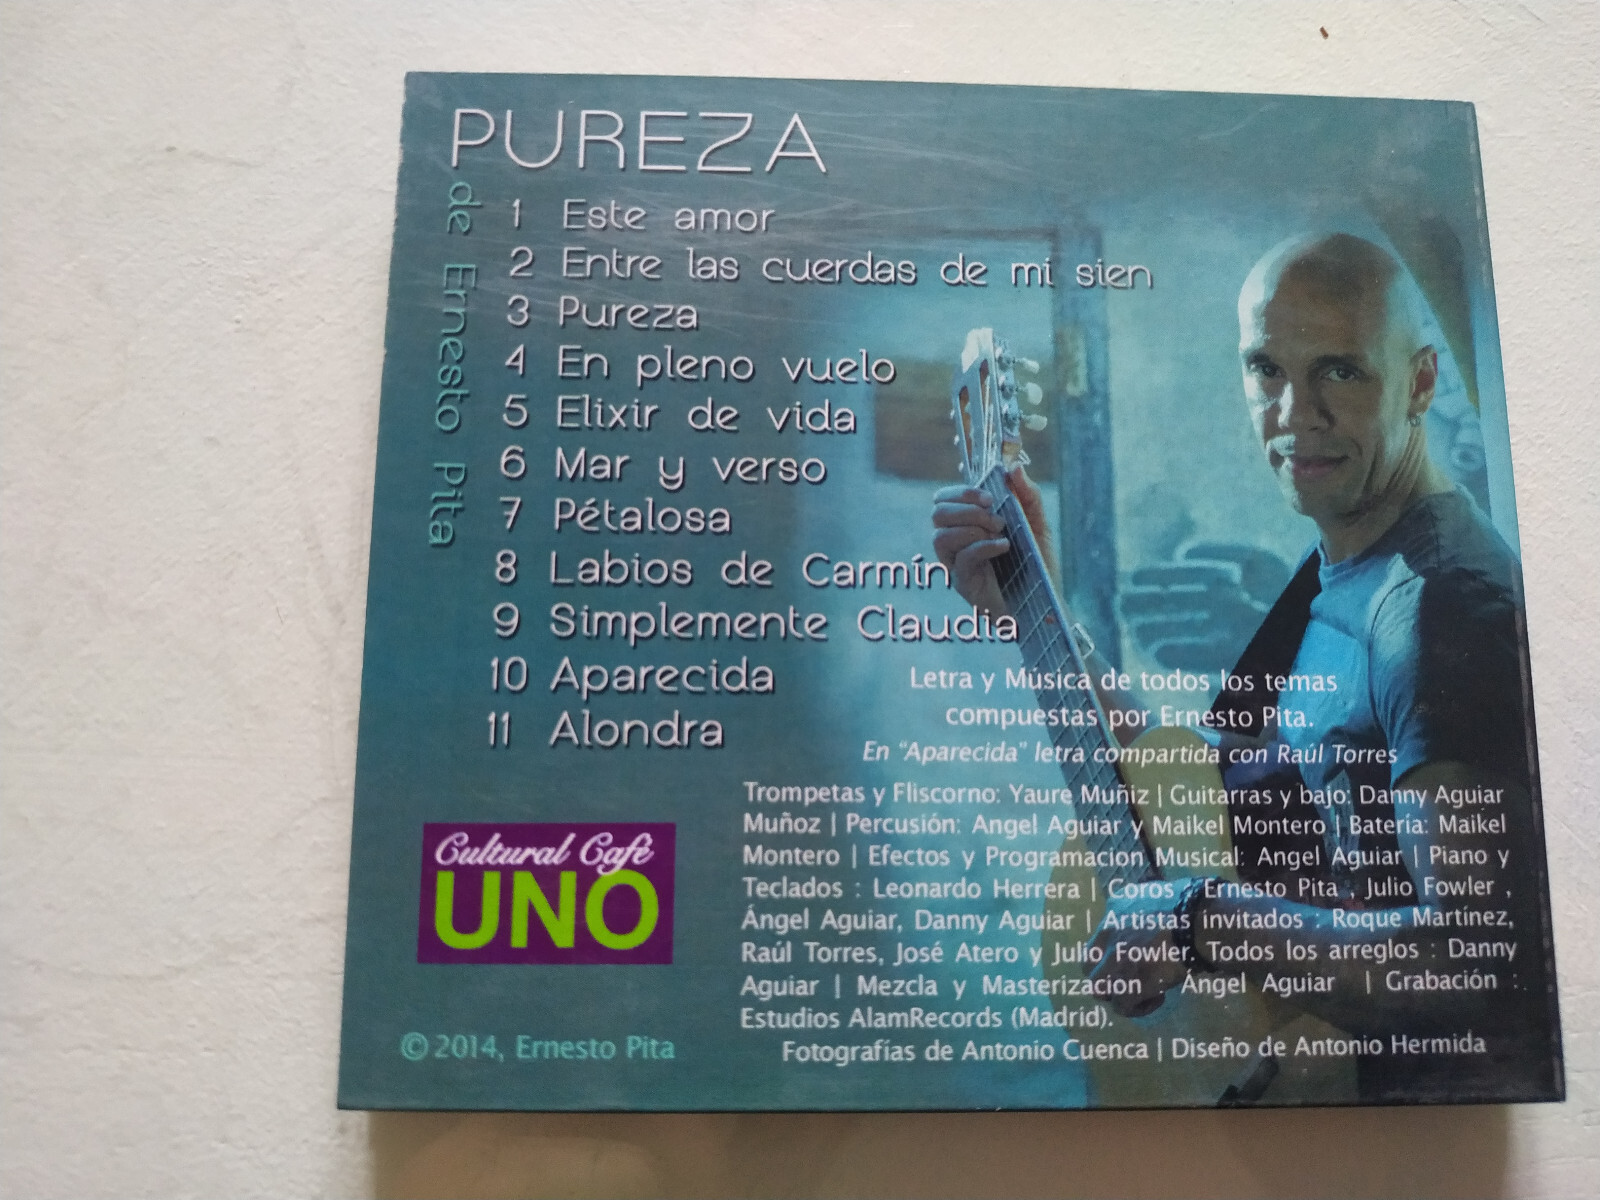 PUREZA
de Ernesto Pita
1 Este amor
2 Entre las cuerdas de mi sien
3 Pureza
4 En pleno vuelo
5 Elixir de vida
6 Mar y verso
7 Pétalosa
8 Labios de Carmín
9 Simplemente Claudia
10 Aparecida
11 Alondra
Letra y Música de todos los temas
compuestas por Ernesto Pita.
En “Aparecida” letra compartida con Raúl Torres
Trompetas y Fliscorno: Yaure Muñiz | Guitarras y bajo: Danny Aguiar
Muñoz | Percusión: Angel Aguiar y Maikel Montero | Batería: Maikel
Montero | Efectos y Programacion Musical: Angel Aguiar | Piano y
Teclados : Leonardo Herrera | Coros : Ernesto Pita , Julio Fowler ,
Ángel Aguiar, Danny Aguiar | Artistas invitados : Roque Martínez,
Raúl Torres, José Atero y Julio Fowler. Todos los arreglos : Danny
Aguiar | Mezcla y Masterizacion : Ángel Aguiar | Grabación :
Estudios AlamRecords (Madrid).
Fotografías de Antonio Cuenca | Diseño de Antonio Hermida
Cultural Café
UNO
© 2014, Ernesto Pita